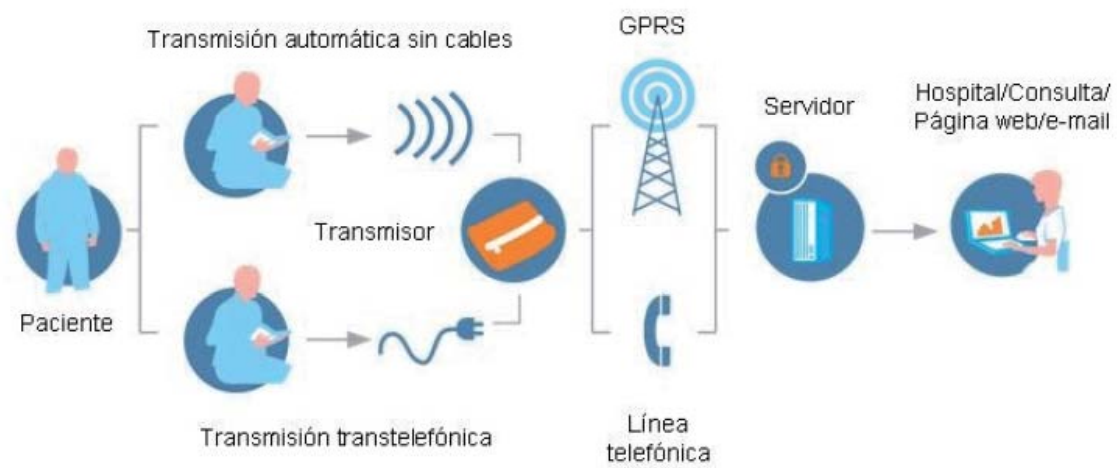 Transmisión automática sin cables
GPRS
Servidor
Hospital/Consulta/
Página web/e-mail
Transmisor
Paciente
Transmisión transtelefónica
Línea
telefónica